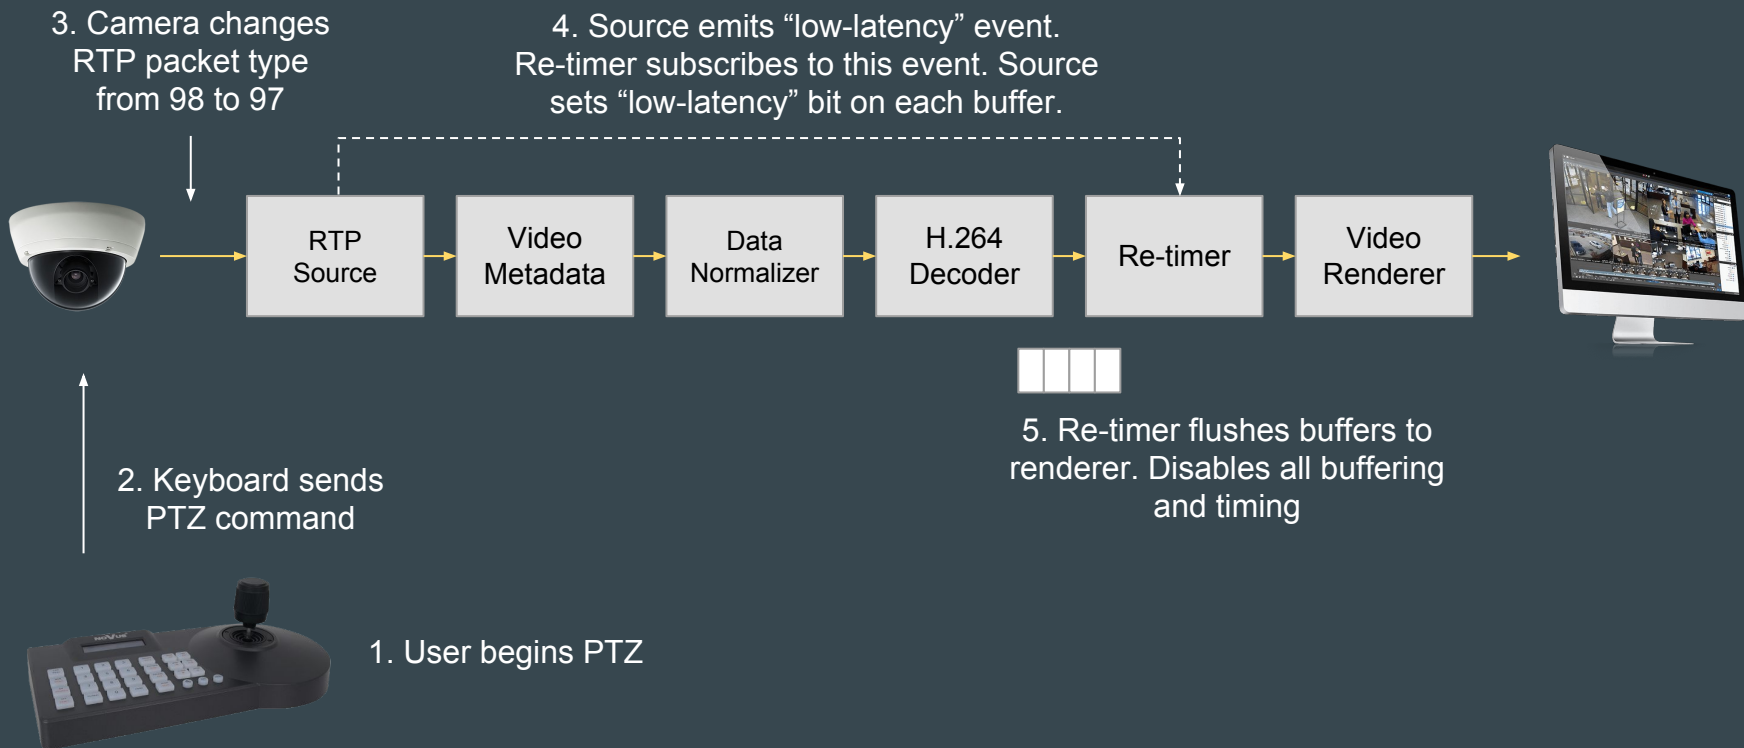 3. Camera changes
RTP packet type
from 98 to 97
4. Source emits “low-latency” event.
Re-timer subscribes to this event. Source
sets “low-latency” bit on each buffer.
RTP
Source
Video
Metadata
Data
Normalizer
H.264
Decoder
Re-timer
Video
Renderer
5. Re-timer flushes buffers to
renderer. Disables all buffering
and timing
2. Keyboard sends
PTZ command
NOVUS
1. User begins PTZ